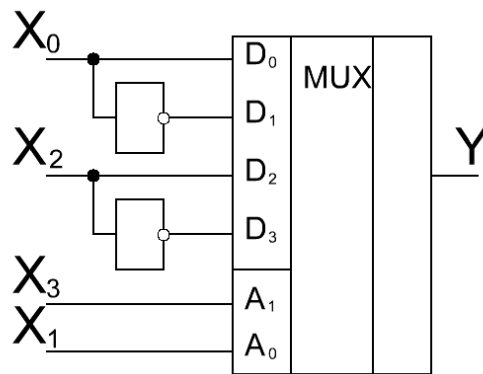 X₀
D₀
MUX
D₁
X₂
D₂
Y
D₃
X₃
A₁
X₁
A₀